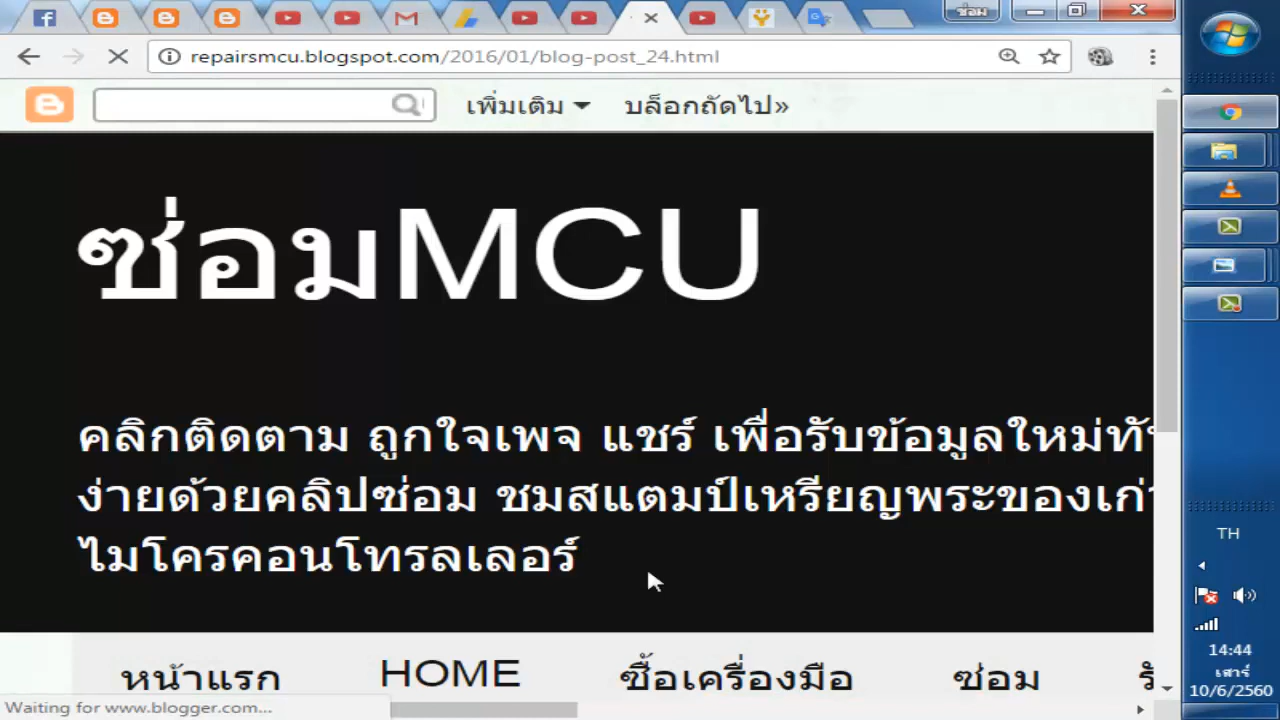 ซ่อม
repairsmcu.blogspot.com/2016/01/blog-post_24.html
เพิ่มเติม บล็อกถัดไป»
ซ่อมMCU
คลิกติดตาม ถูกใจเพจ แชร์ เพื่อรับข้อมูลใหม่
ง่ายด้วยคลิปซ่อม ชมสแตมป์เหรียญพระของเก่า
ไมโครคอนโทรลเลอร์
หน้าแรก HOME ซื้อเครื่องมือ ซ่อม
Waiting for www.blogger.com...
TH
14:44
เสาร์
10/6/2560